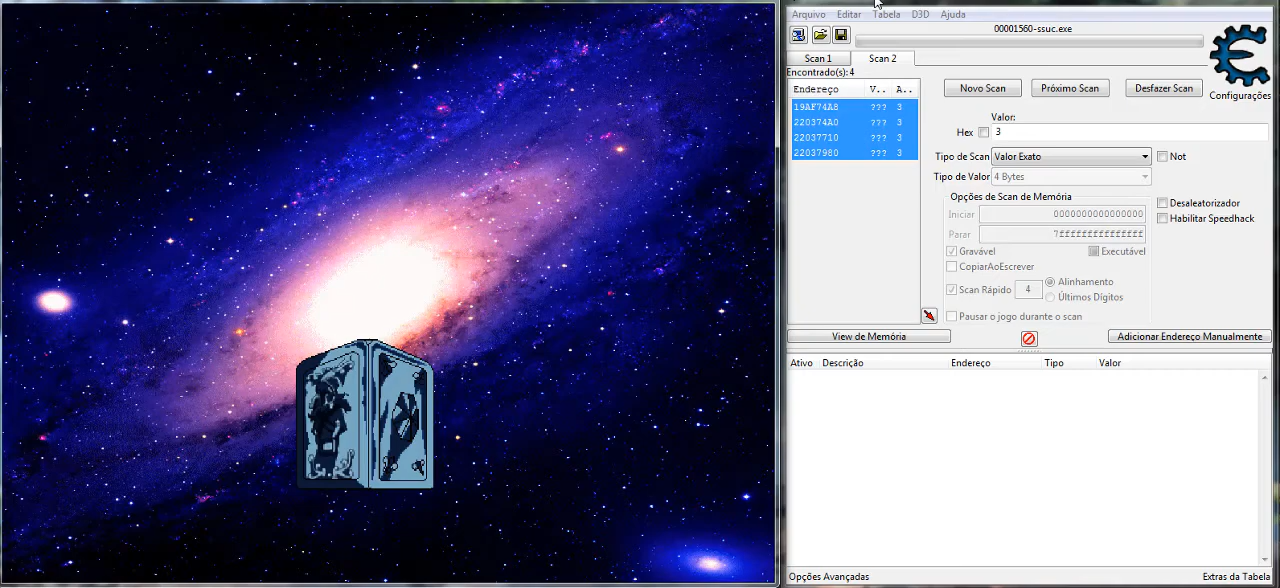 Arquivo Editar Tabela D3D Ajuda
00001560-ssuc.exe
Scan 1 Scan 2
Encontrado(s):4
Endereço V.. A..
19AF74A8 ??? 3
220374A0 ??? 3
22037710 ??? 3
22037980 ??? 3
Novo Scan Próximo Scan Desfazer Scan
Configurações
Valor:
Hex 3
Tipo de Scan Valor Exato Not
Tipo de Valor 4 Bytes
Opções de Scan de Memória
Desaleatorizador
Iniciar 0000000000000000
Habilitar Speedhack
Parar 7fffffffffffffff
Gravável Executável
CopiarAoEscrever
Scan Rápido 4 Alinhamento
Últimos Dígitos
Pausar o jogo durante o scan
View de Memória Adicionar Endereço Manualmente
Ativo Descrição Endereço Tipo Valor
Opções Avançadas Extras da Tabela